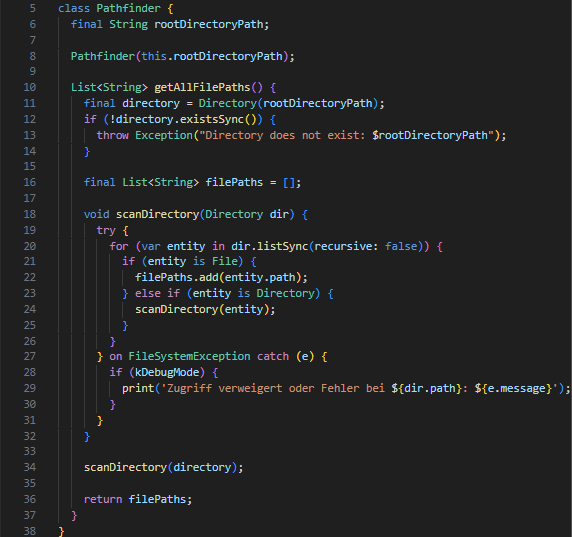 5 class Pathfinder {
6   final String rootDirectoryPath;
7
8   Pathfinder(this.rootDirectoryPath);
9
10   List<String> getAllFilePaths() {
11     final directory = Directory(rootDirectoryPath);
12     if (!directory.existsSync()) {
13       throw Exception("Directory does not exist: $rootDirectoryPath");
14     }
15
16     final List<String> filePaths = [];
17
18     void scanDirectory(Directory dir) {
19       try {
20         for (var entity in dir.listSync(recursive: false)) {
21           if (entity is File) {
22             filePaths.add(entity.path);
23           } else if (entity is Directory) {
24             scanDirectory(entity);
25           }
26         }
27       } on FileSystemException catch (e) {
28         if (kDebugMode) {
29           print('Zugriff verweigert oder Fehler bei ${dir.path}: ${e.message}');
30         }
31       }
32     }
33
34     scanDirectory(directory);
35
36     return filePaths;
37   }
38 }